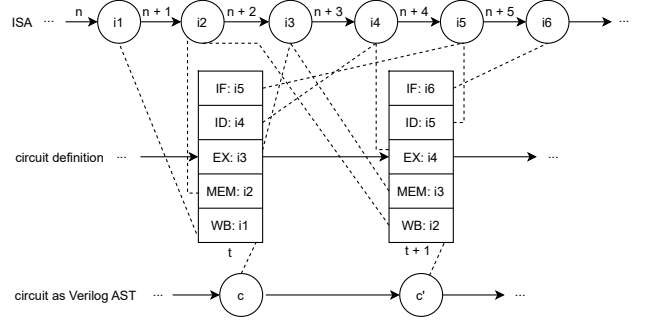 n n + 1 n + 2 n + 3 n + 4 n + 5
ISA ... i1 i2 i3 i4 i5 i6 ...
IF: i5 IF: i6
ID: i4 ID: i5
circuit definition ... EX: i3 EX: i4 ...
MEM: i2 MEM: i3
WB: i1 WB: i2
t t + 1
circuit as Verilog AST ... c c' ...